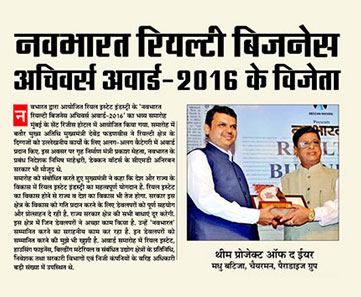 नवभारत रियल्टी बिजनेस
अचिवर्स अवार्ड-2016 के विजेता
नवभारत द्वारा आयोजित रियल इस्टेट इंडस्ट्री के 'नवभारत
रियल्टी बिजनेस अचिवर्स अवार्ड-2016' का भव्य समारोह
मुंबई के सेंट रिजिस होटल में आयोजित किया गया, समारोह में
बतौर मुख्य अतिथि मुख्यमंत्री देवेंद्र फडणवीस ने रियल्टी क्षेत्र के
दिग्गजों को उल्लेखनीय कार्यों के लिए अलग-अलग कैटेगरी में अवार्ड
प्रदान किए. इस अवसर पर गृह निर्माण मंत्री प्रकाश मेहता, नवभारत के
प्रबंध निदेशक निमिष माहेश्वरी, डेक्कन वाटर्स के सीएमडी अनिरबन
सरकार भी मौजूद थे.
समारोह को संबोधित करते हुए मुख्यमंत्री ने कहा कि देश और राज्य के
विकास में रियल इस्टेट इंडस्ट्री का महत्वपूर्ण योगदान है. रियल इस्टेट
का विकास होने से राज्य व देश का विकास भी तेज होगा. सरकार इस
क्षेत्र के विकास को गति प्रदान करने के लिए डेवलपरों को पूर्ण सहयोग
और प्रोत्साहन दे रही है. राज्य सरकार क्षेत्र की सभी बाधाएं दूर करेगी.
इस क्षेत्र में जिन डेवलपरों ने अच्छा काम किया है. उन्हें 'नवभारत'
सम्मानित करने का सराहनीय काम कर रहा है. इन डेवलपरों को
सम्मानित करने की मुझे भी खुशी है. अवार्ड समारोह में रियल इस्टेट,
हाउसिंग फाइनेंस, बिल्डींग मटेरियल व संबंधित उद्योग क्षेत्रों के प्रतिनिधि,
निवेशक तथा सरकारी विभागों एवं निजी कंपनियों के वरिष्ठ अधिकारी
बड़ी संख्या में उपस्थित थे.
थीम प्रोजेक्ट ऑफ द ईयर
मधु बटिजा, चेयरमन, पैराडाइज ग्रुप